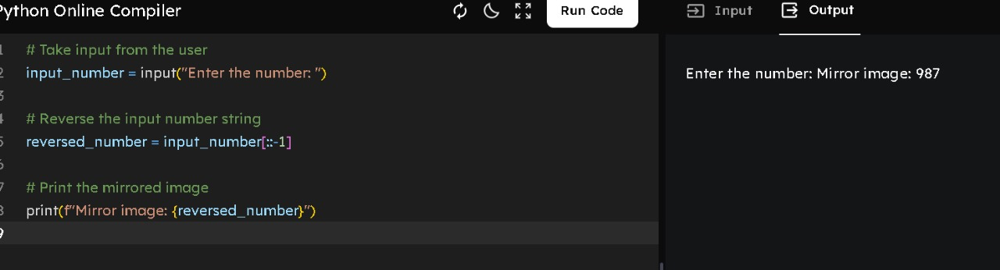 Python Online Compiler
Run Code
Input
Output
1 # Take input from the user
2 input_number = input("Enter the number: ")
3
4 # Reverse the input number string
5 reversed_number = input_number[::-1]
6
7 # Print the mirrored image
8 print(f"Mirror image: {reversed_number}")
9
Enter the number: Mirror image: 987